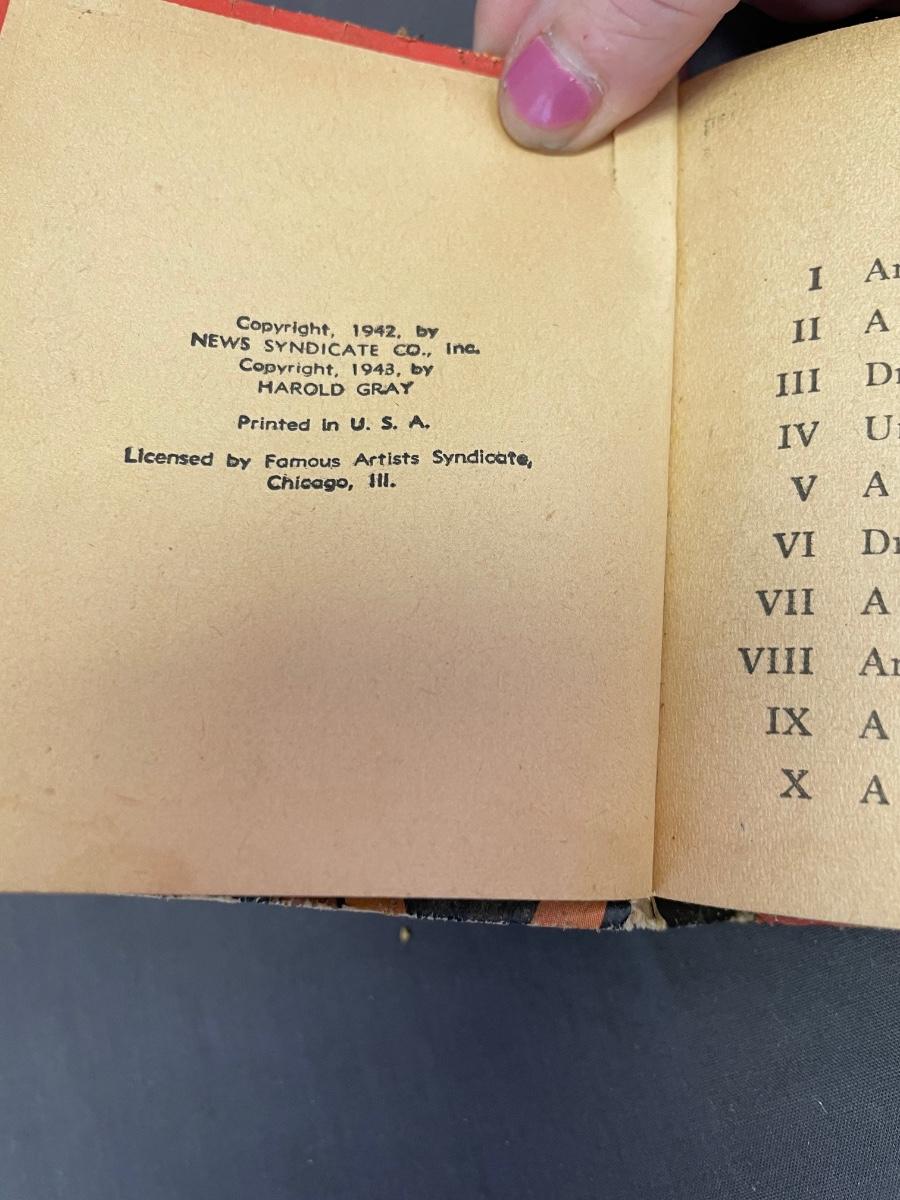 Copyright, 1942, by
NEWS SYNDICATE CO., Inc.
Copyright, 1943, by
HAROLD GRAY
Printed in U. S. A.
Licensed by Famous Artists Syndicate,
Chicago, Ill.
I
II A
III
IV
V A
VI
VII A
VIII
IX A
X A